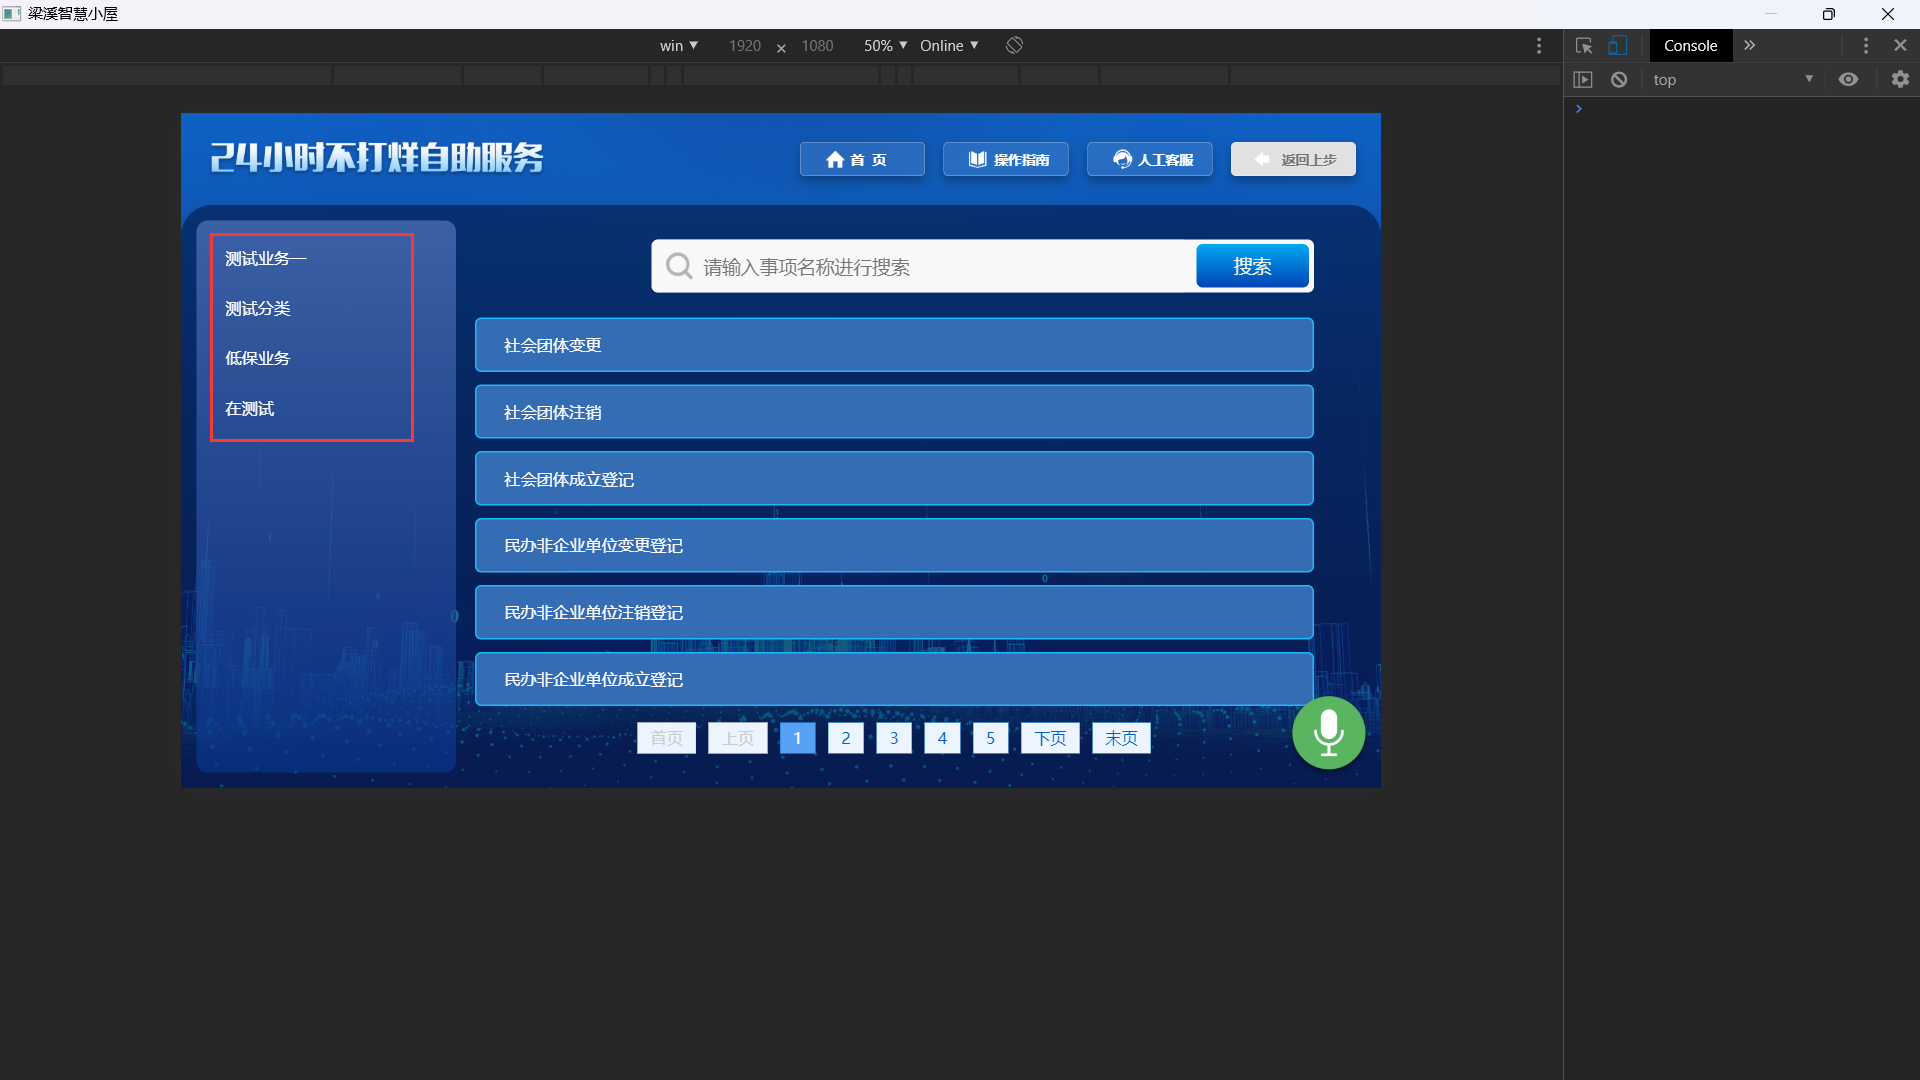 梁溪智慧小屋
win ▼ 1920 × 1080 50% ▼ Online ▼
Console »
top ▼
24小时不打烊自助服务
首 页
操作指南
人工客服
返回上步
测试业务一
测试分类
低保业务
在测试
请输入事项名称进行搜索
搜索
社会团体变更
社会团体注销
社会团体成立登记
民办非企业单位变更登记
民办非企业单位注销登记
民办非企业单位成立登记
首页 上页 1 2 3 4 5 下页 末页